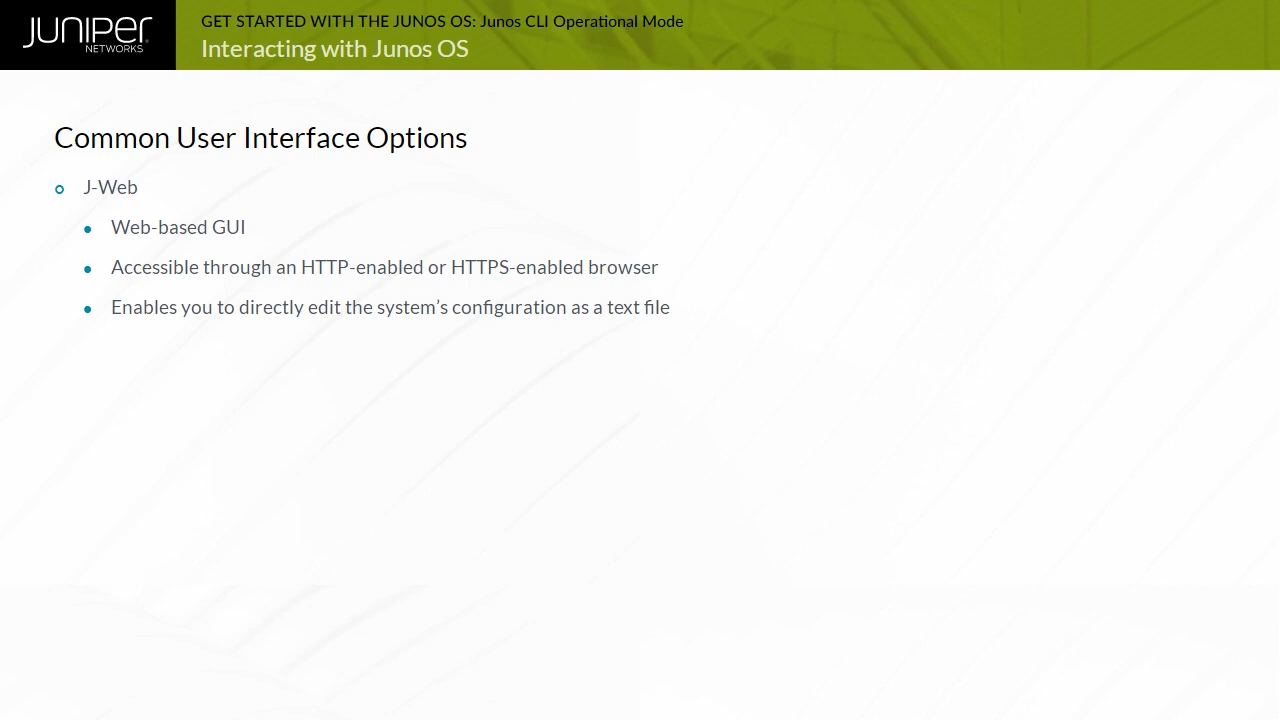 JUNIPER
NETWORKS
GET STARTED WITH THE JUNOS OS: Junos CLI Operational Mode
Interacting with Junos OS
Common User Interface Options
J-Web
Web-based GUI
Accessible through an HTTP-enabled or HTTPS-enabled browser
Enables you to directly edit the system’s configuration as a text file